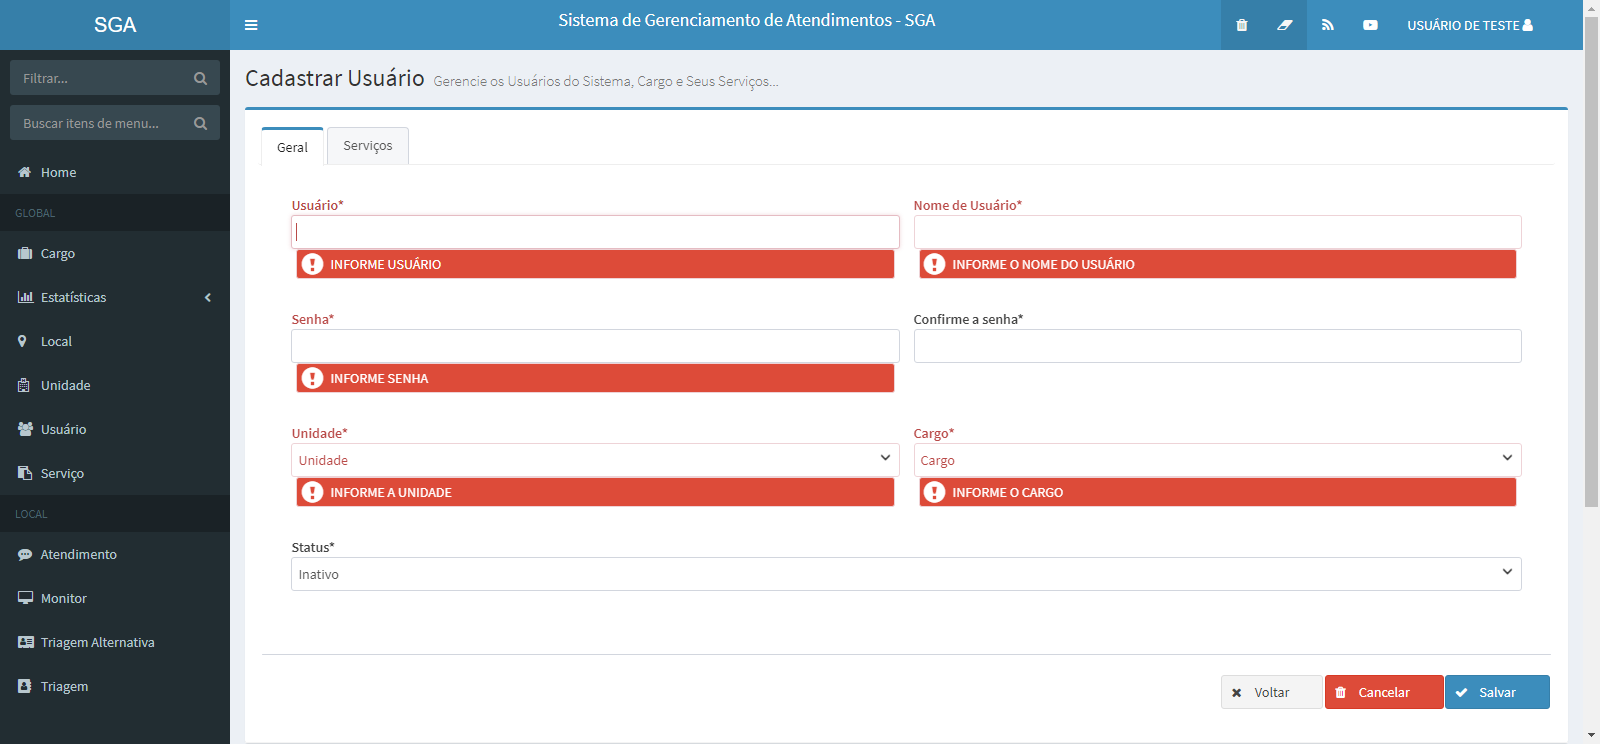 SGA
Sistema de Gerenciamento de Atendimentos - SGA
USUÁRIO DE TESTE
Filtrar...
Buscar itens de menu...
Home
GLOBAL
Cargo
Estatísticas
Local
Unidade
Usuário
Serviço
LOCAL
Atendimento
Monitor
Triagem Alternativa
Triagem
Cadastrar Usuário Gerencie os Usuários do Sistema, Cargo e Seus Serviços...
Geral
Serviços
Usuário*
INFORME USUÁRIO
Nome de Usuário*
INFORME O NOME DO USUÁRIO
Senha*
INFORME SENHA
Confirme a senha*
Unidade*
Unidade
INFORME A UNIDADE
Cargo*
Cargo
INFORME O CARGO
Status*
Inativo
Voltar
Cancelar
Salvar